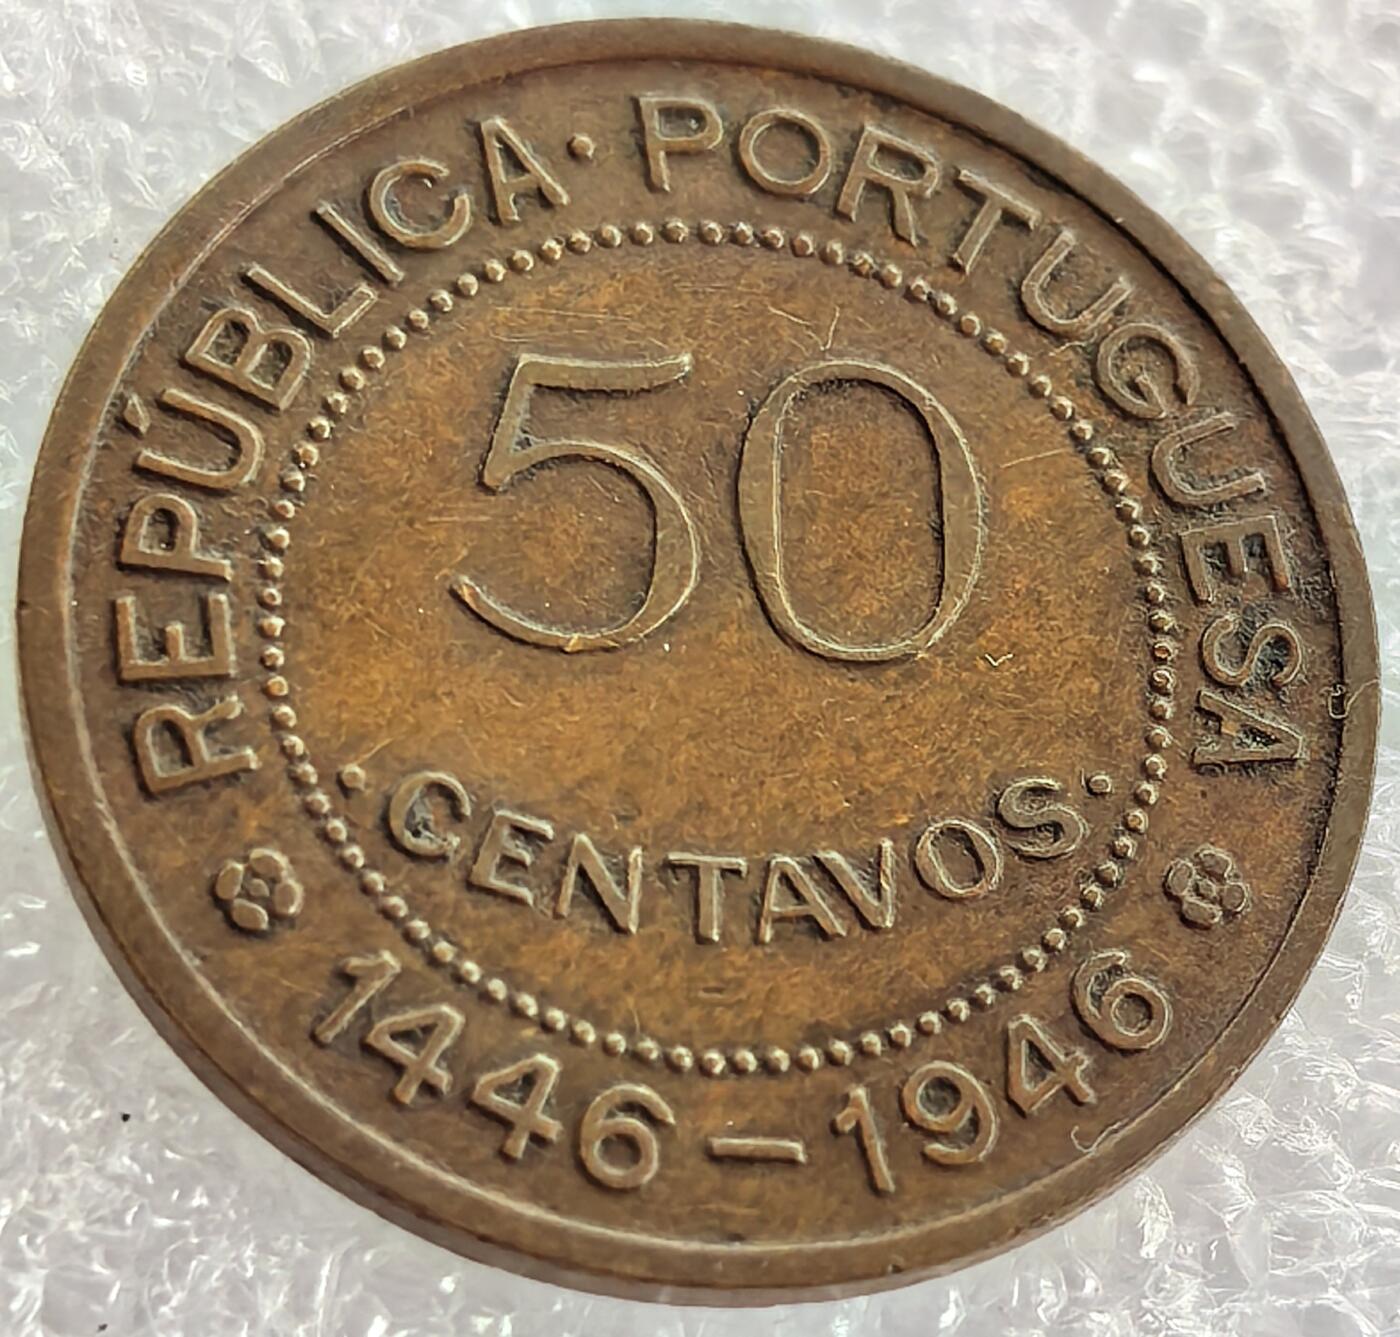 REPÚBLICA · PORTUGUESA
50
· CENTAVOS ·
1446 – 1946